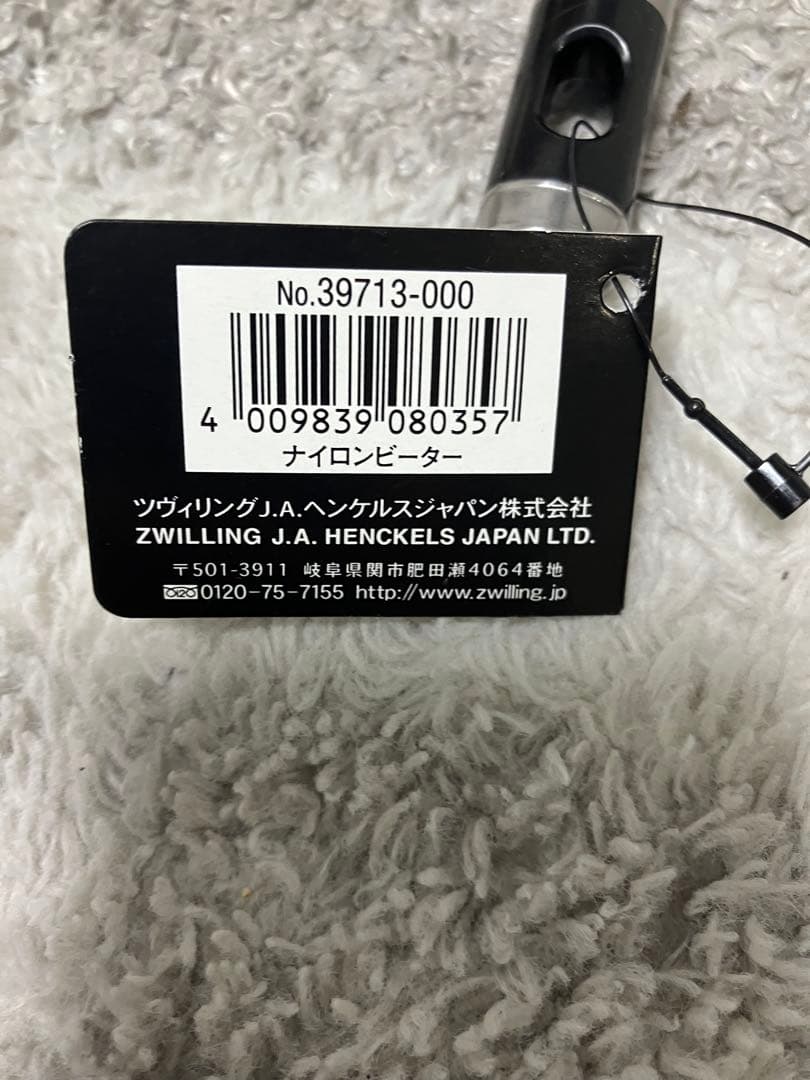 No.39713-000
4 009839 080357
ナイロンビーター
ツヴィリングJ.A.ヘンケルスジャパン株式会社
ZWILLING J.A. HENCKELS JAPAN LTD.
〒501-3911 岐阜県関市肥田瀬4064番地
0120-75-7155 http://www.zwilling.jp